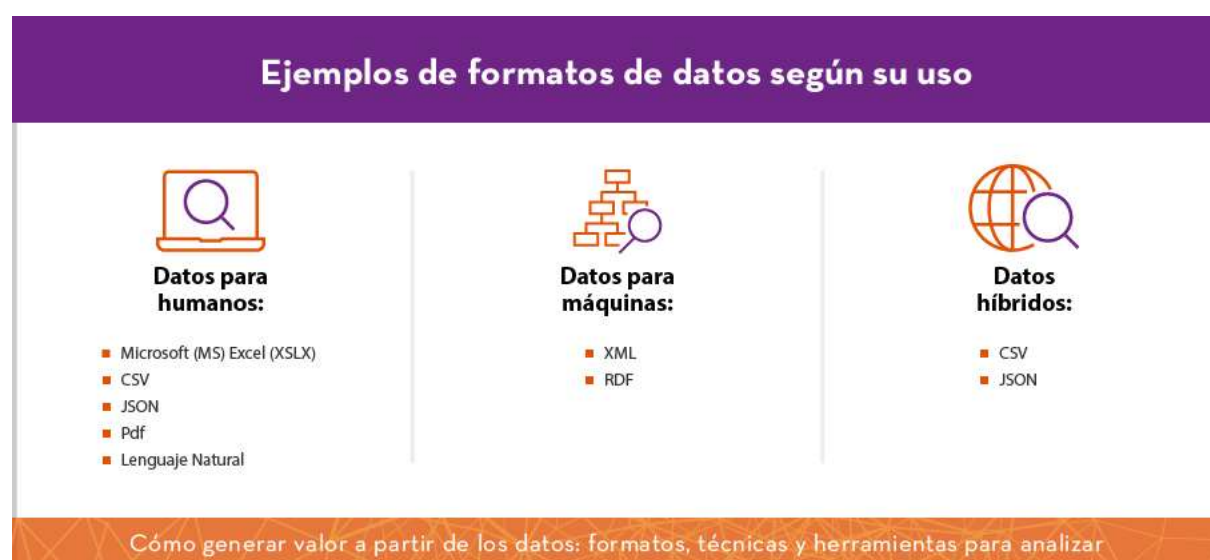 Ejemplos de formatos de datos según su uso
Datos para
humanos:
Microsoft (MS) Excel (XSLX)
CSV
JSON
Pdf
Lenguaje Natural
Datos para
máquinas:
XML
RDF
Datos
híbridos:
CSV
JSON
Cómo generar valor a partir de los datos: formatos, técnicas y herramientas para analizar